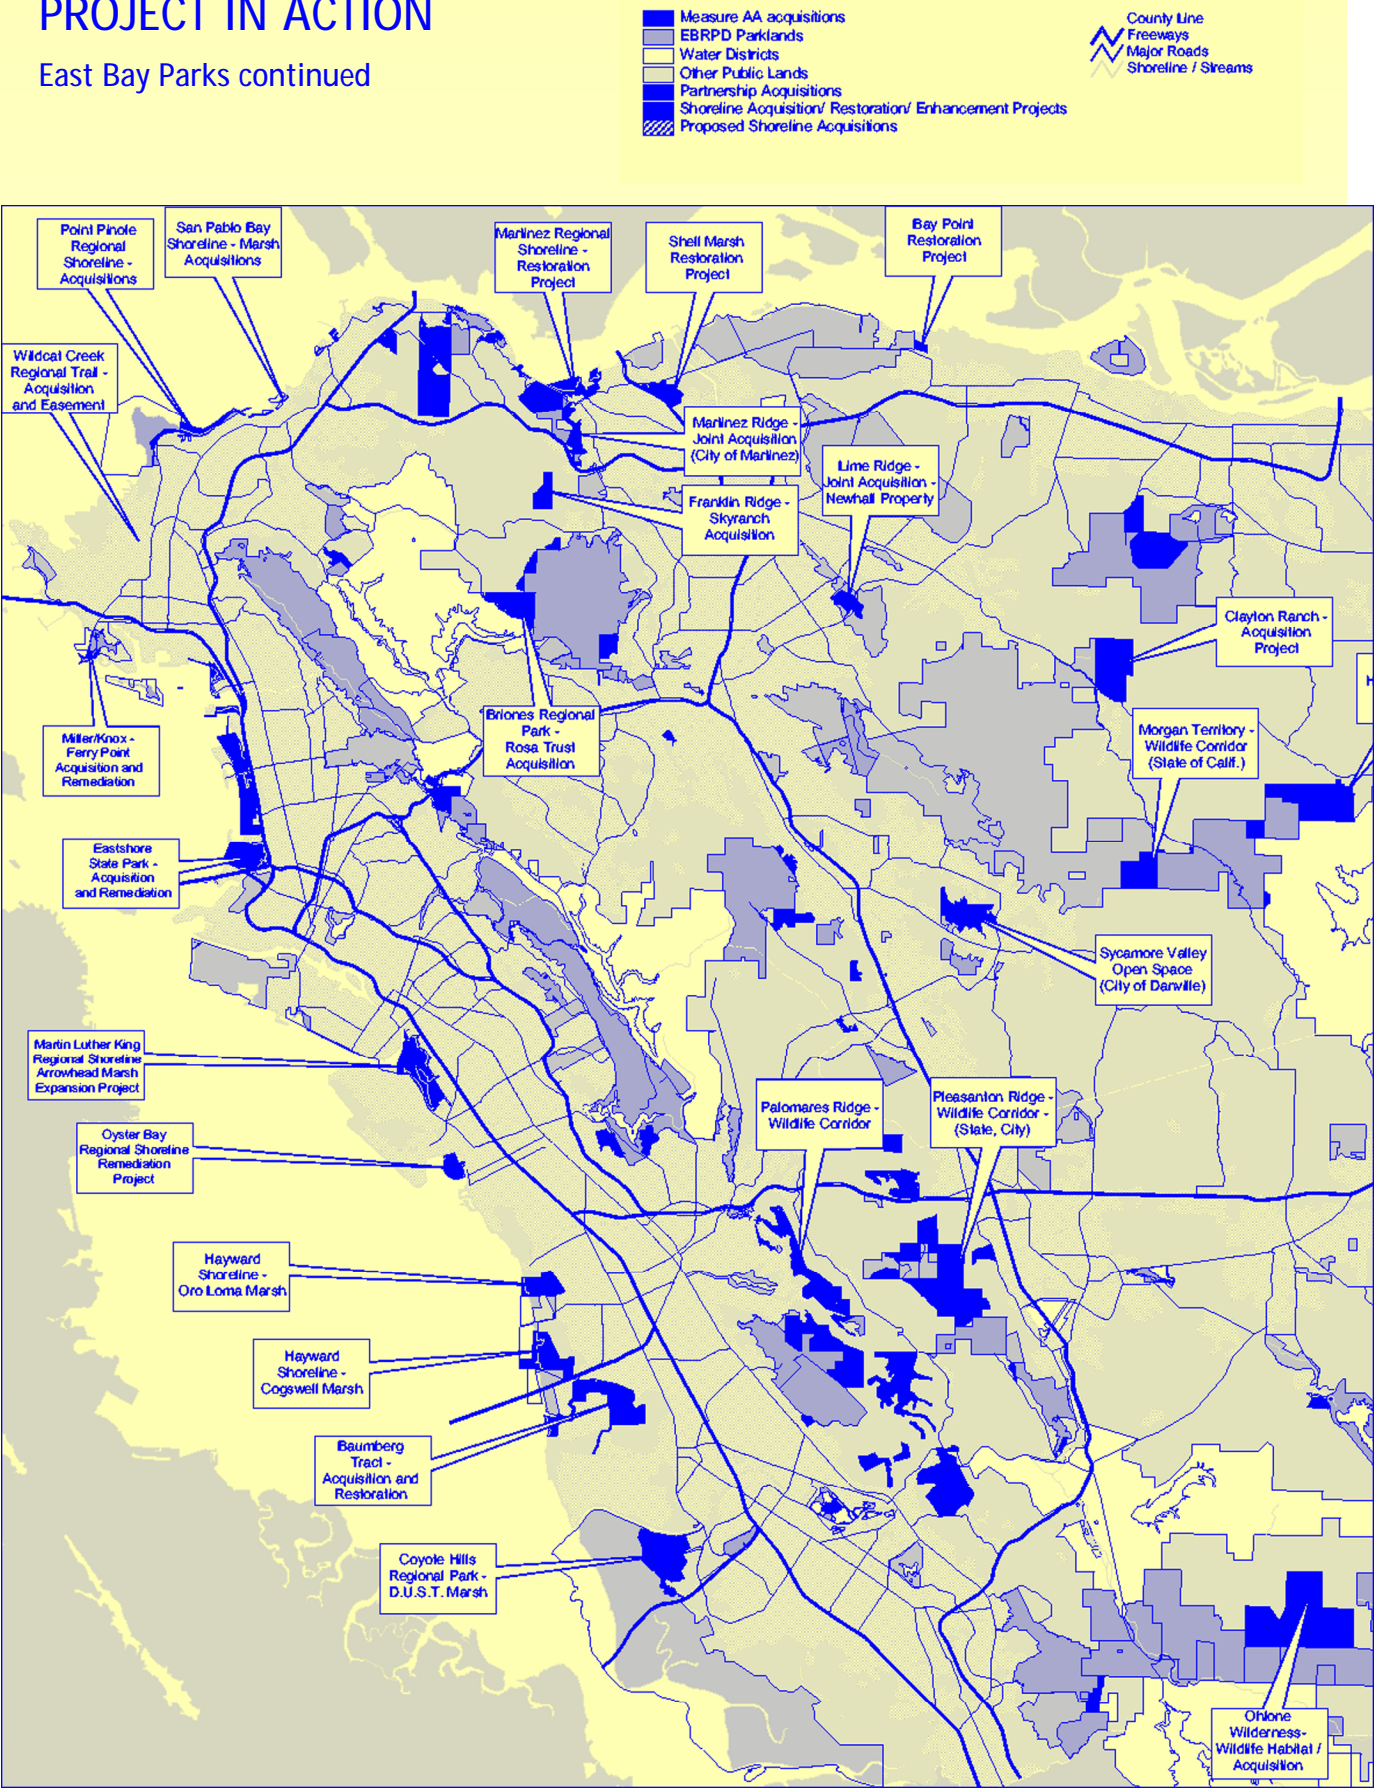 PROJECT IN ACTION
East Bay Parks continued
Measure AA acquisitions
EBRPD Parklands
Water Districts
Other Public Lands
Partnership Acquisitions
Shoreline Acquisition/ Restoration/ Enhancement Projects
Proposed Shoreline Acquisitions
County Line
Freeways
Major Roads
Shoreline / Streams
Point Pinole
Regional
Shoreline -
Acquisitions
San Pablo Bay
Shoreline - Marsh
Acquisitions
Martinez Regional
Shoreline -
Restoration
Project
Shell Marsh
Restoration
Project
Bay Point
Restoration
Project
Wildcat Creek
Regional Trail -
Acquisition
and Easement
Martinez Ridge -
Joint Acquisition
(City of Martinez)
Lime Ridge -
Joint Acquisition -
Newhall Property
Franklin Ridge -
Skyranch
Acquisition
Clayton Ranch -
Acquisition
Project
Miller/Knox -
Ferry Point
Acquisition and
Remediation
Briones Regional
Park -
Rosa Trust
Acquisition
Morgan Territory -
Wildlife Corridor
(State of Calif.)
Eastshore
State Park -
Acquisition
and Remediation
Sycamore Valley
Open Space
(City of Danville)
Martin Luther King
Regional Shoreline
Arrowhead Marsh
Expansion Project
Palomares Ridge -
Wildlife Corridor
Pleasanton Ridge -
Wildlife Corridor -
(State, City)
Oyster Bay
Regional Shoreline
Remediation
Project
Hayward
Shoreline -
Oro Loma Marsh
Hayward
Shoreline -
Cogswell Marsh
Baumberg
Tract -
Acquisition and
Restoration
Coyote Hills
Regional Park -
D.U.S.T. Marsh
Ohlone
Wilderness-
Wildlife Habitat /
Acquisition